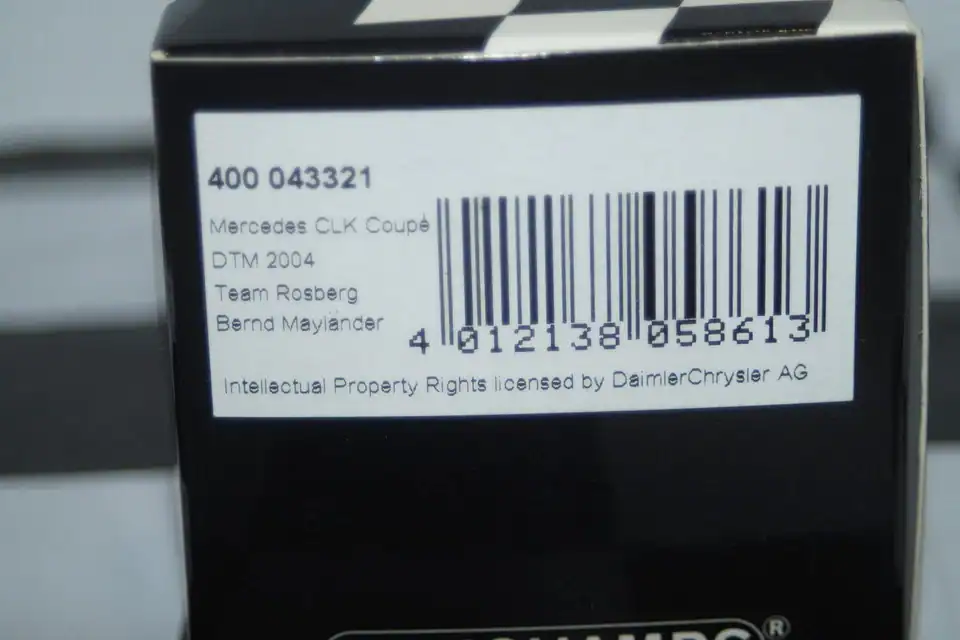 400 043321
Mercedes CLK Coupé
DTM 2004
Team Rosberg
Bernd Mayländer
4 012138 058613
Intellectual Property Rights licensed by DaimlerChrysler AG
®